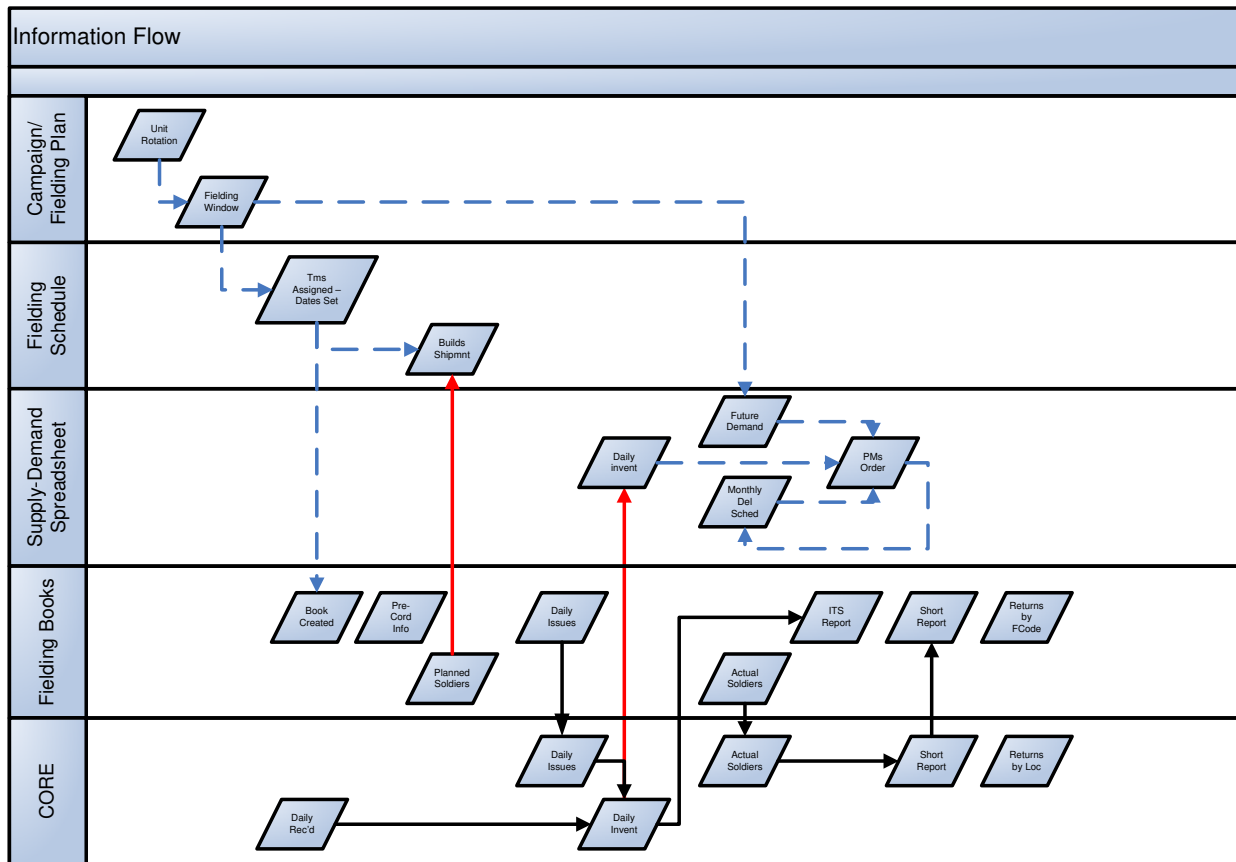 Information Flow
Campaign/
Fielding Plan
Unit
Rotation
Fielding
Window
Fielding
Schedule
Tms
Assigned –
Dates Set
Builds
Shipmnt
Supply-Demand
Spreadsheet
Future
Demand
Daily
invent
PMs
Order
Monthly
Del
Sched
Fielding Books
Book
Created
Pre-
Cord
Info
Daily
Issues
ITS
Report
Short
Report
Returns
by
FCode
Planned
Soldiers
Actual
Soldiers
CORE
Daily
Issues
Actual
Soldiers
Short
Report
Returns
by Loc
Daily
Rec'd
Daily
Invent